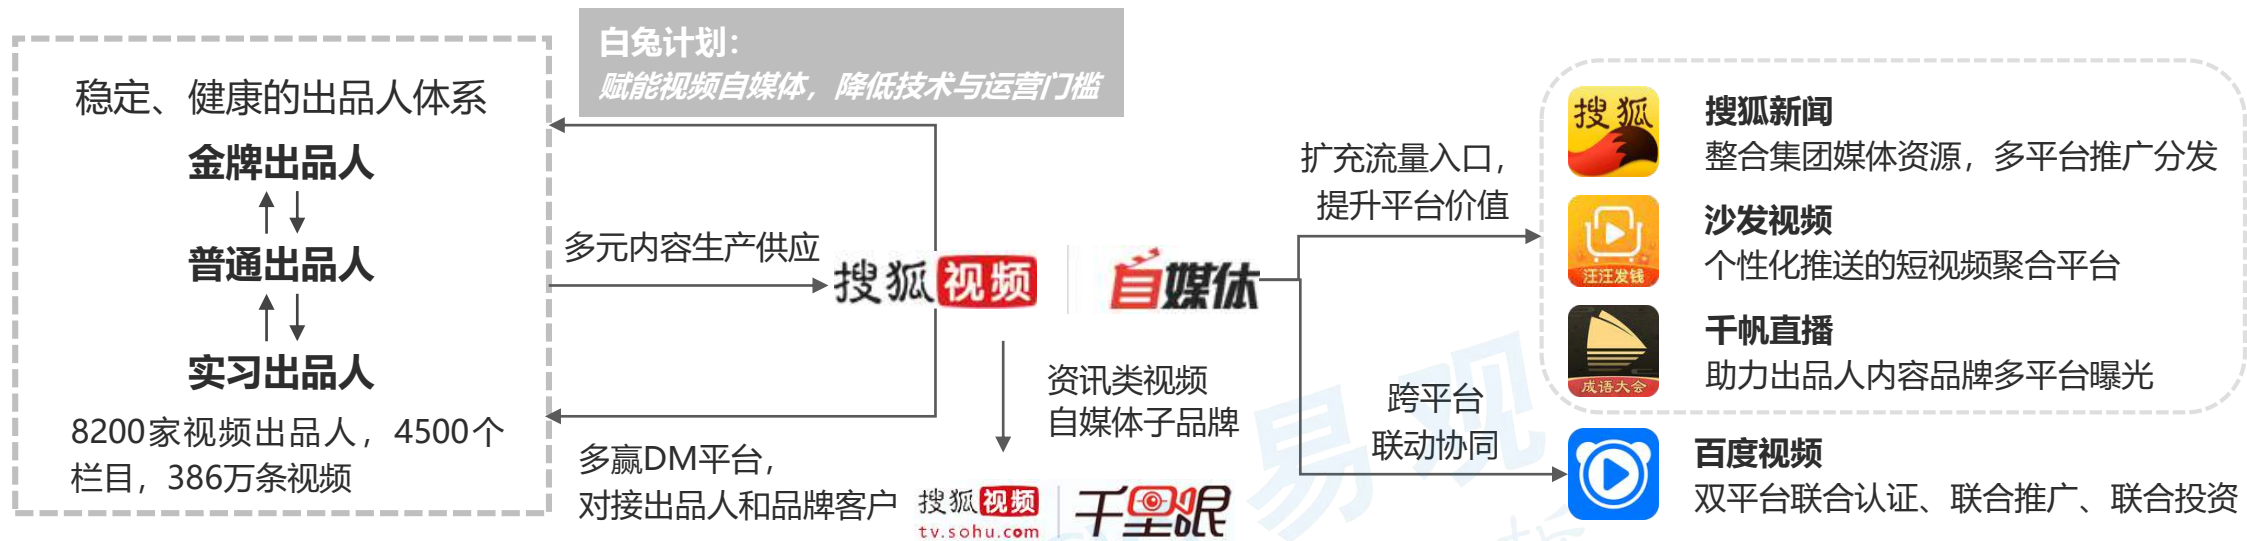 白兔计划：
赋能视频自媒体，降低技术与运营门槛
稳定、健康的出品人体系
金牌出品人
普通出品人
实习出品人
8200家视频出品人，4500个
栏目，386万条视频
多元内容生产供应
搜狐视频
自媒体
多赢DM平台，
对接出品人和品牌客户
资讯类视频
自媒体子品牌
搜狐视频
tv.sohu.com
千里眼
扩充流量入口，
提升平台价值
跨平台
联动协同
搜狐
搜狐新闻
整合集团媒体资源，多平台推广分发
汪汪发钱
沙发视频
个性化推送的短视频聚合平台
成语大会
千帆直播
助力出品人内容品牌多平台曝光
百度视频
双平台联合认证、联合推广、联合投资
易观